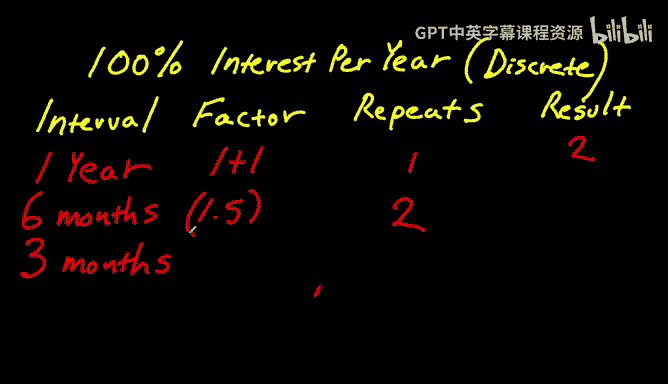 GPT中英字幕课程资源 bilibili
100% Interest Per Year (Discrete)
Interval Factor Repeats Result
1 Year 1+1 1 2
6 months (1.5) 2
3 months